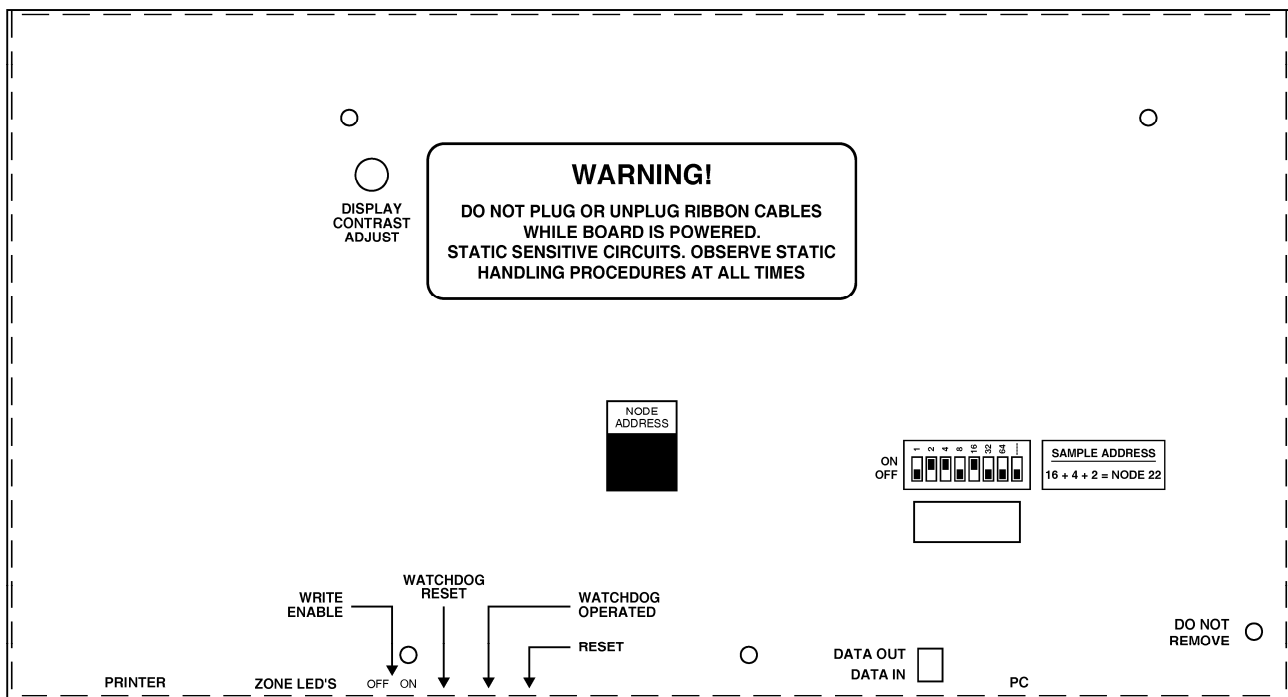 WARNING!
DO NOT PLUG OR UNPLUG RIBBON CABLES
WHILE BOARD IS POWERED.
STATIC SENSITIVE CIRCUITS. OBSERVE STATIC
HANDLING PROCEDURES AT ALL TIMES
DISPLAY
CONTRAST
ADJUST
NODE
ADDRESS
ON
OFF
1 2 4 8 16 32 64 ----
SAMPLE ADDRESS
16 + 4 + 2 = NODE 22
WRITE
ENABLE
WATCHDOG
RESET
WATCHDOG
OPERATED
RESET
DATA OUT
DATA IN
DO NOT
REMOVE
PRINTER
ZONE LED'S
OFF ON
PC